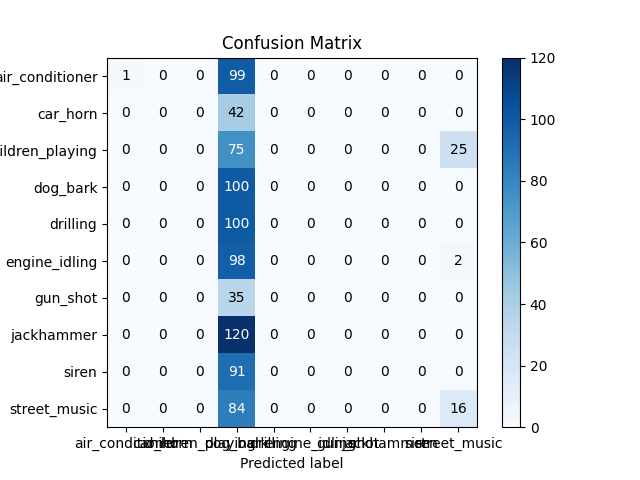 Confusion Matrix
air_conditioner 1 0 0 99 0 0 0 0 0 0
car_horn 0 0 0 42 0 0 0 0 0 0
ildren_playing 0 0 0 75 0 0 0 0 0 25
dog_bark 0 0 0 100 0 0 0 0 0 0
drilling 0 0 0 100 0 0 0 0 0 0
engine_idling 0 0 0 98 0 0 0 0 0 2
gun_shot 0 0 0 35 0 0 0 0 0 0
jackhammer 0 0 0 120 0 0 0 0 0 0
siren 0 0 0 91 0 0 0 0 0 0
street_music 0 0 0 84 0 0 0 0 0 16
street_music
Predicted label
120
100
80
60
40
20
0